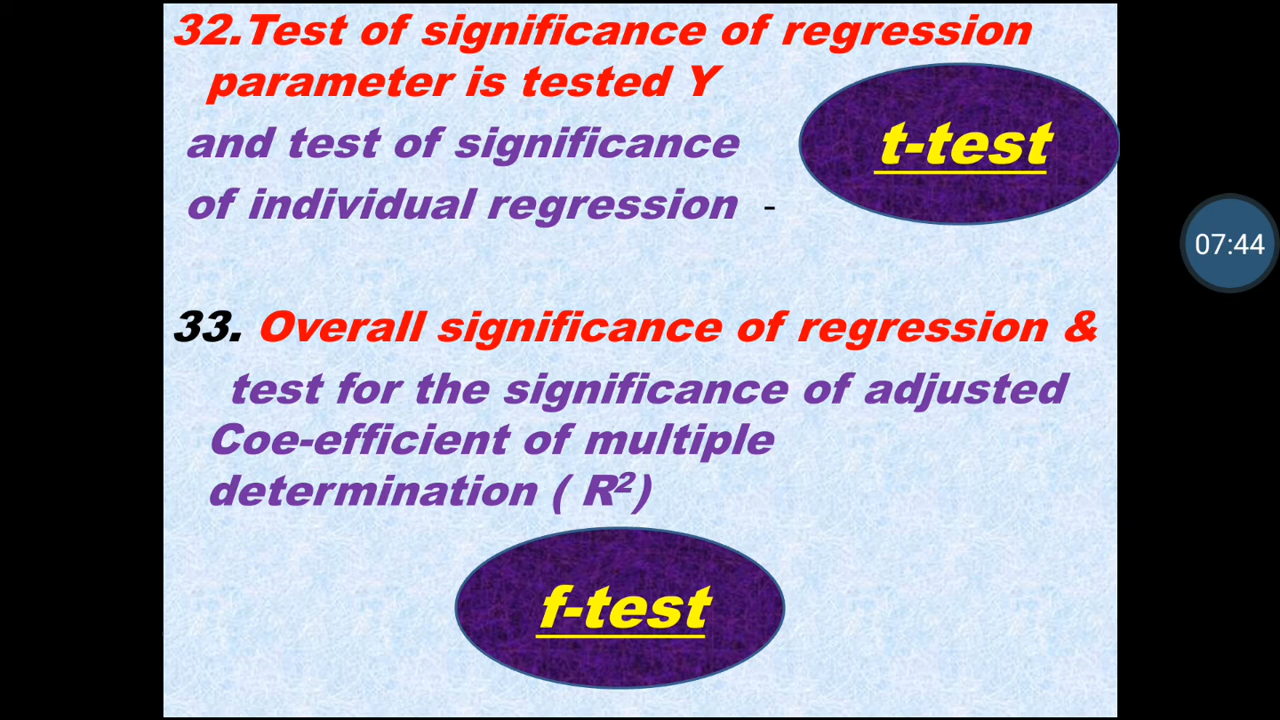 32.Test of significance of regression
parameter is tested Y
t-test
and test of significance
of individual regression -
33. Overall significance of regression &
test for the significance of adjusted
Coe-efficient of multiple
determination ( R²)
f-test
07:44